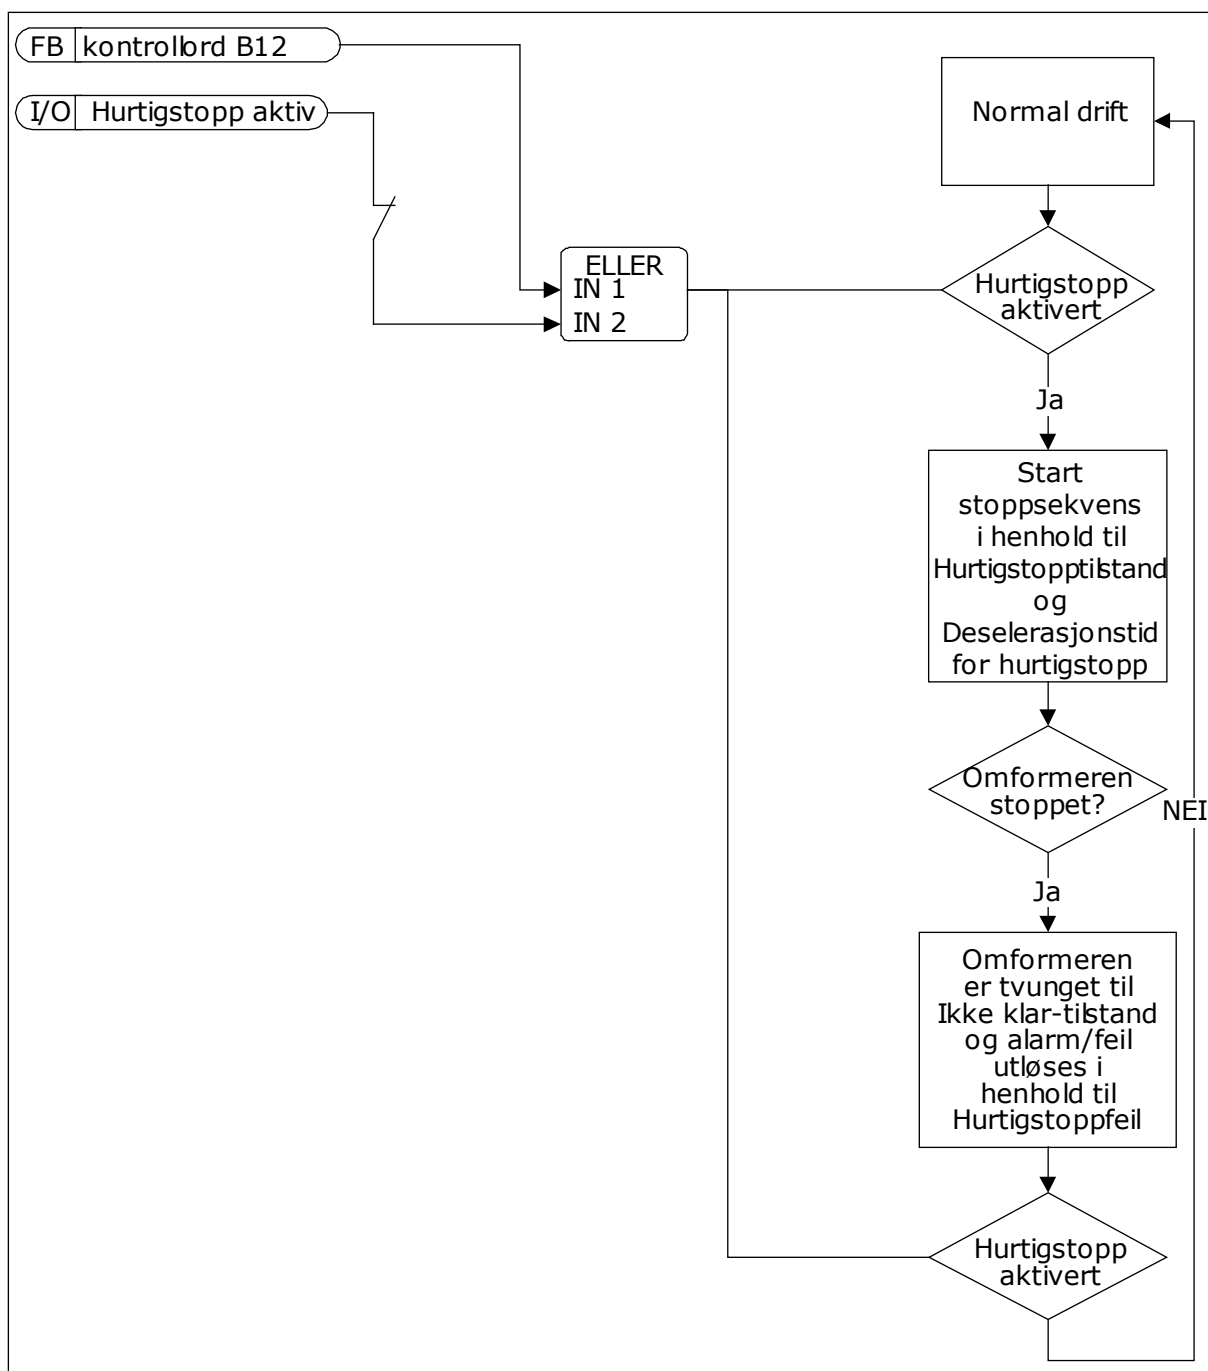 FB kontrollord B12
I/O Hurtigstopp aktiv
ELLER
IN 1
IN 2
Normal drift
Hurtigstopp
aktivert
Ja
Start
stoppsekvens
i henhold til
Hurtigstopptilstand
og
Deselerasjonstid
for hurtigstopp
Omformeren
stoppet?
NEI
Ja
Omformeren
er tvunget til
Ikke klar-tilstand
og alarm/feil
utløses i
henhold til
Hurtigstoppfeil
Hurtigstopp
aktivert